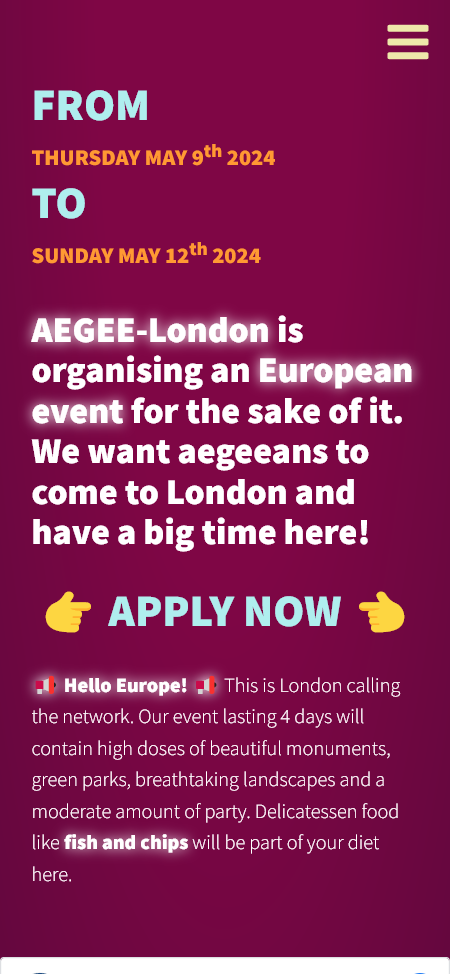 FROM
THURSDAY MAY 9th 2024
TO
SUNDAY MAY 12th 2024
AEGEE-London is
organising an European
event for the sake of it.
We want aegeeans to
come to London and
have a big time here!
👉 APPLY NOW 👈
📢 Hello Europe! 📢 This is London calling
the network. Our event lasting 4 days will
contain high doses of beautiful monuments,
green parks, breathtaking landscapes and a
moderate amount of party. Delicatessen food
like fish and chips will be part of your diet
here.